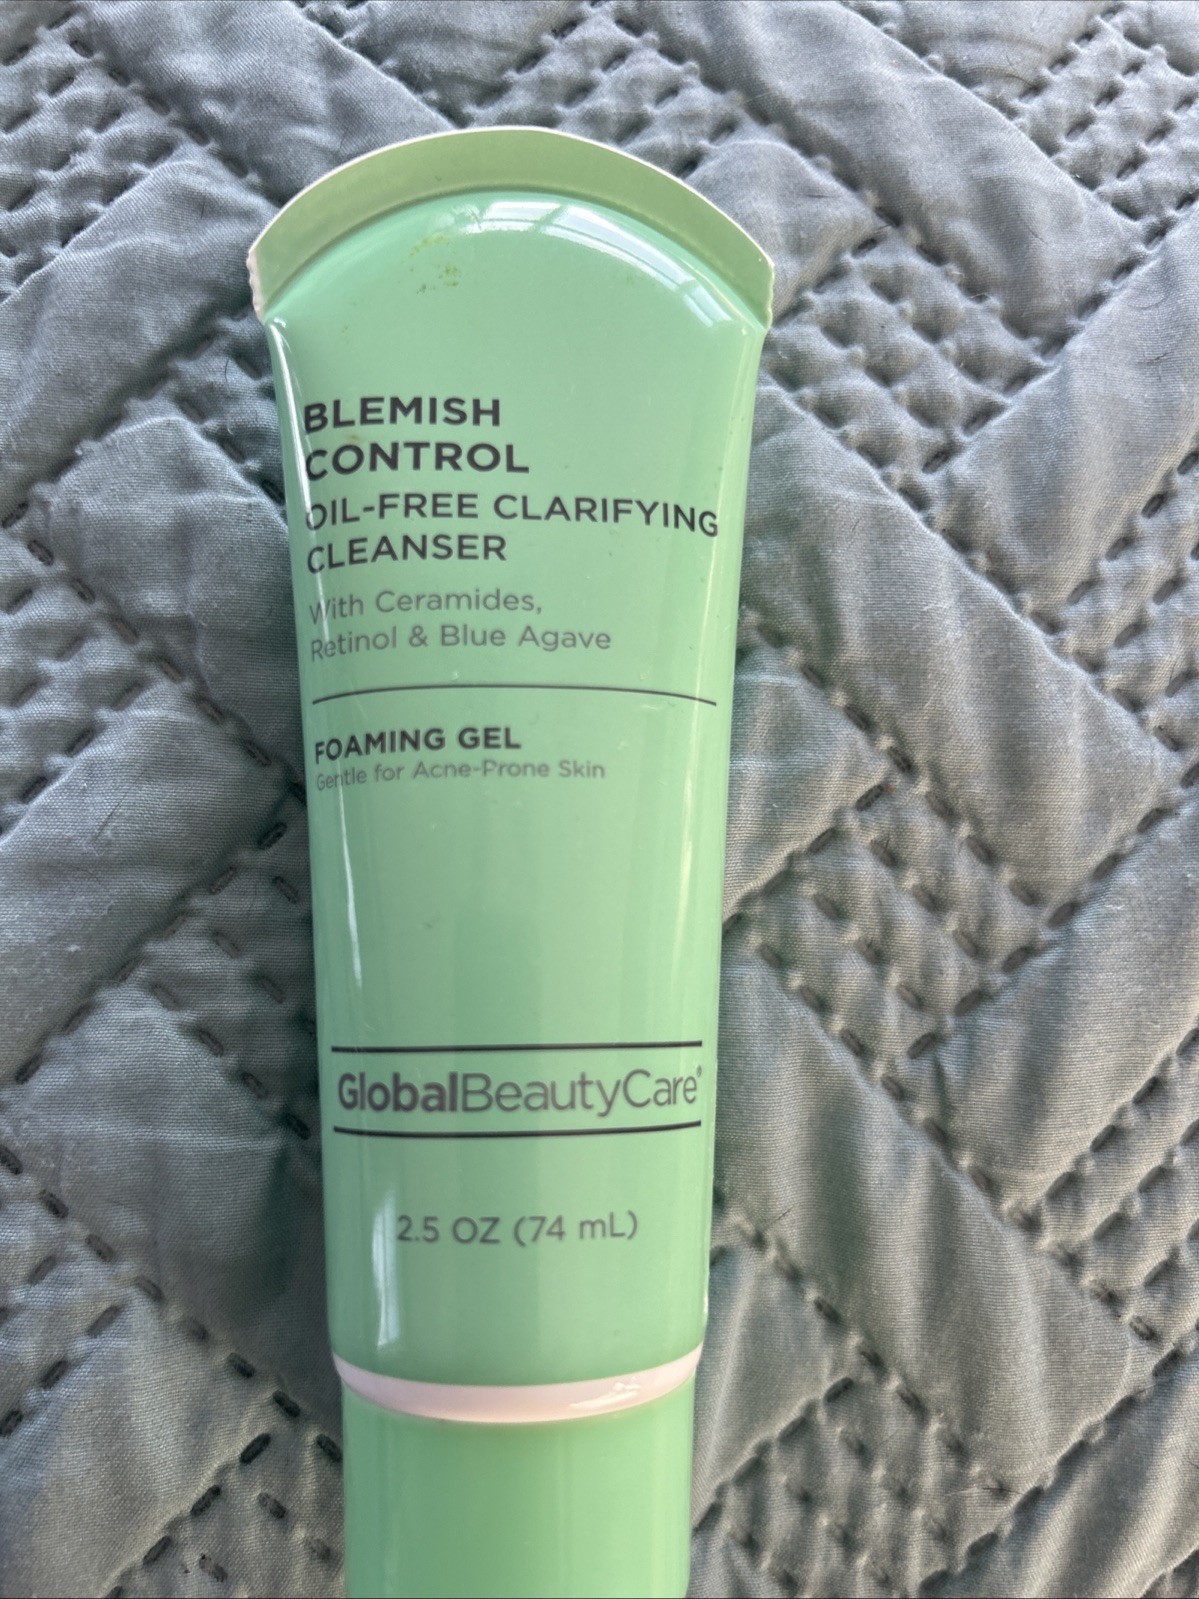 BLEMISH
CONTROL
OIL-FREE CLARIFYING
CLEANSER
With Ceramides,
Retinol & Blue Agave
FOAMING GEL
Gentle for Acne-Prone Skin
GlobalBeautyCare®
2.5 OZ (74 mL)